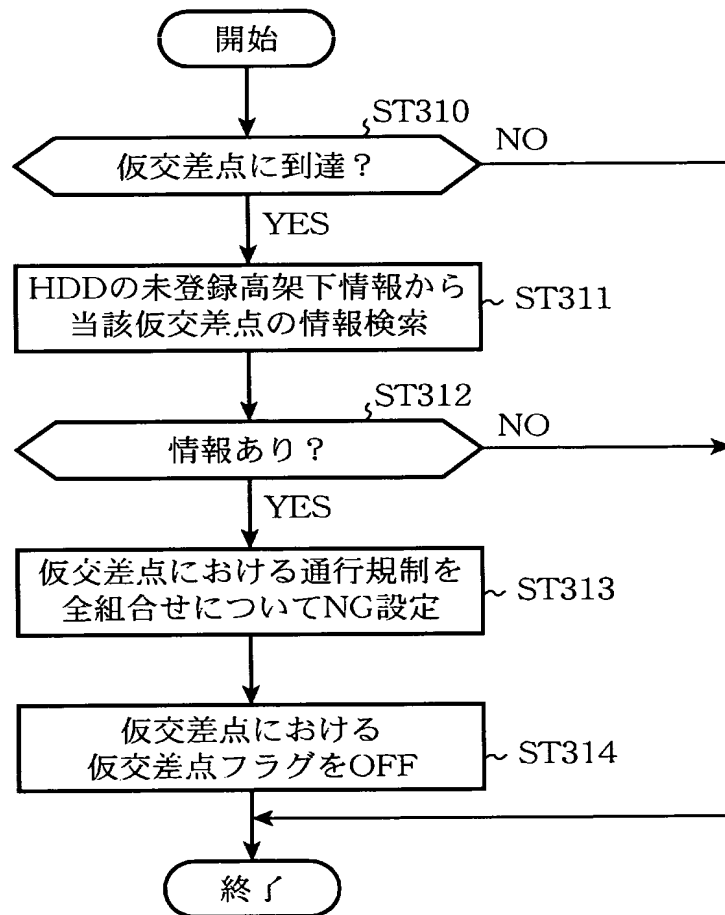 開始
ST310
仮交差点に到達？
NO
YES
HDDの未登録高架下情報から
当該仮交差点の情報検索
ST311
ST312
情報あり？
NO
YES
仮交差点における通行規制を
全組合せについてNG設定
ST313
仮交差点における
仮交差点フラグをOFF
ST314
終了